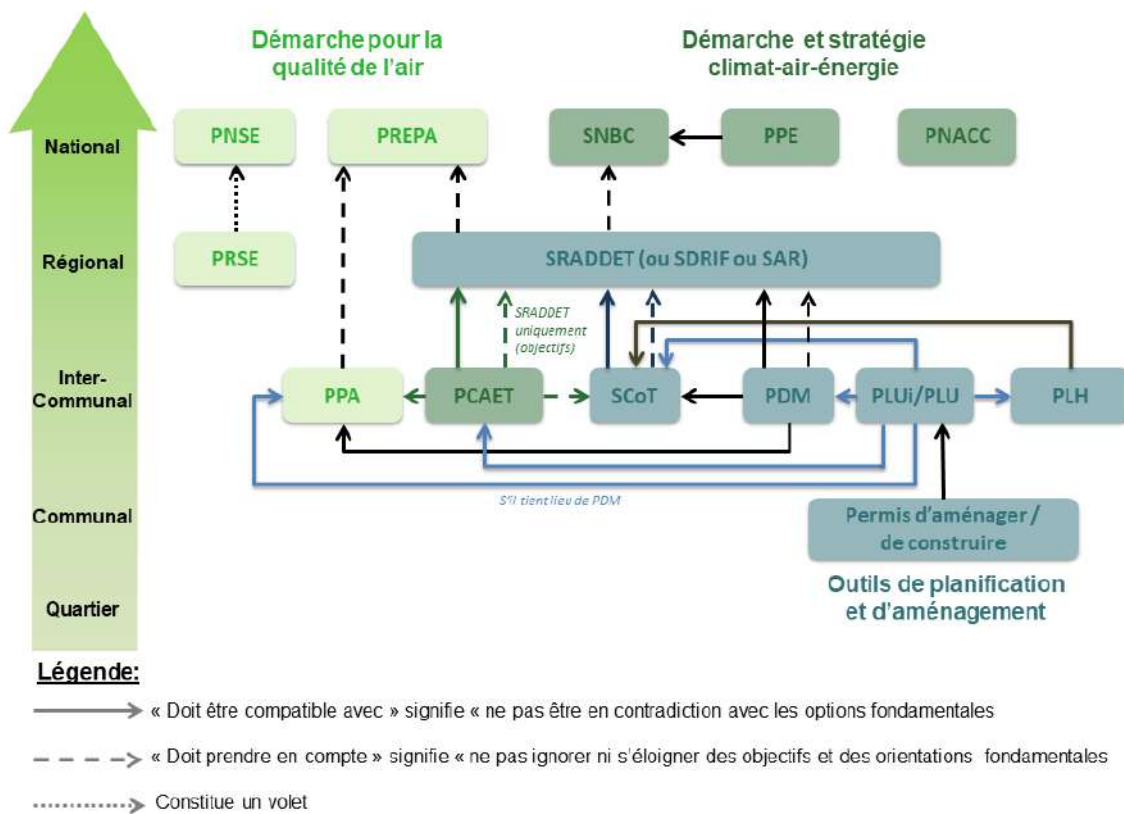 Démarche pour la
qualité de l'air
Démarche et stratégie
climat-air-énergie
National
PNSE
PREPA
SNBC
PPE
PNACC
Régional
PRSE
SRADDET (ou SDRIF ou SAR)
SRADDET
uniquement
(objectifs)
Inter-
Communal
PPA
PCAET
SCoT
PDM
PLUi/PLU
PLH
S'il tient lieu de PDM
Communal
Permis d'aménager /
de construire
Quartier
Outils de planification
et d'aménagement
Légende:
« Doit être compatible avec » signifie « ne pas être en contradiction avec les options fondamentales
« Doit prendre en compte » signifie « ne pas ignorer ni s'éloigner des objectifs et des orientations fondamentales
Constitue un volet